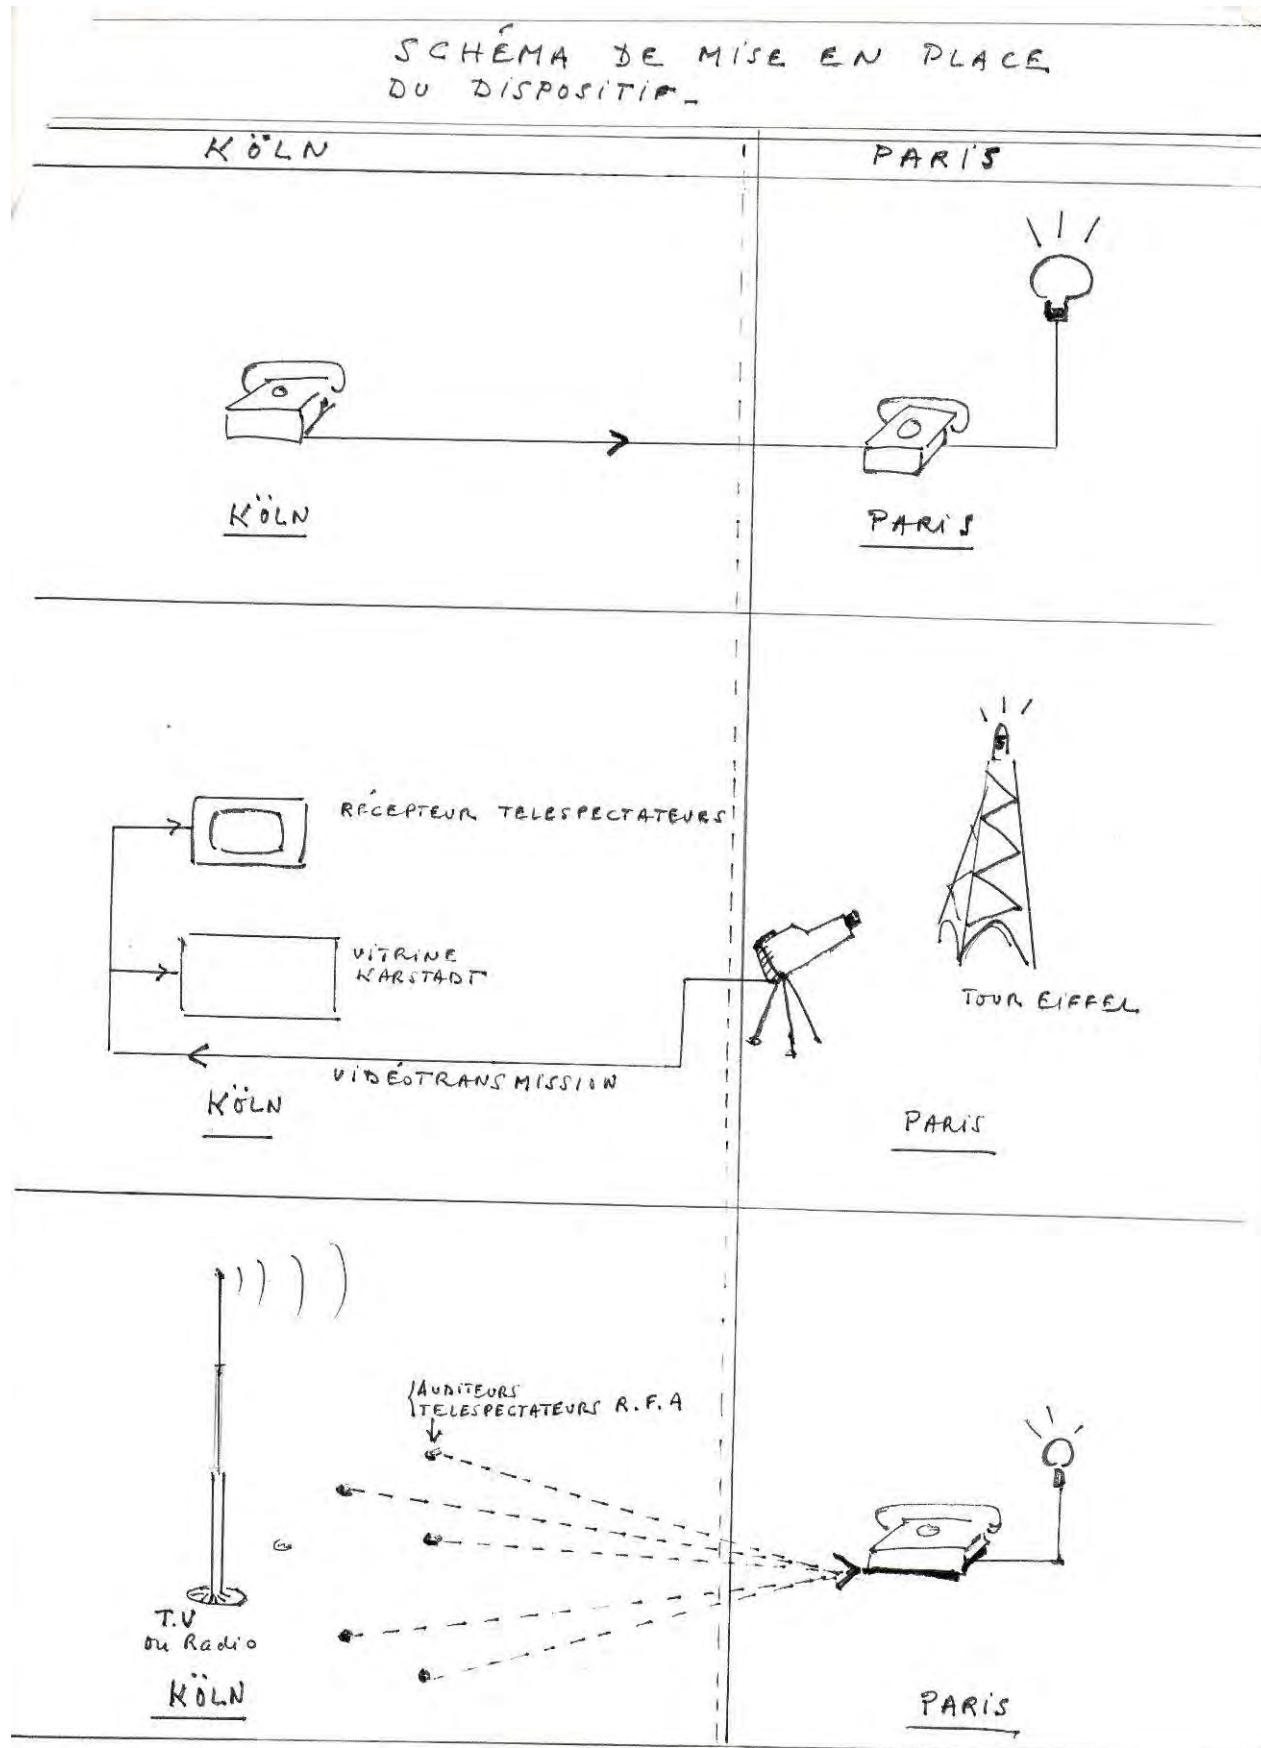 SCHÉMA DE MISE EN PLACE
DU DISPOSITIF_
KÖLN
PARIS
KÖLN
PARIS
RÉCEPTEUR TELESPECTATEURS
VITRINE
KARSTADT
TOUR EIFFEL
VIDÉOTRANSMISSION
KÖLN
PARIS
AUDITEURS
TELESPECTATEURS R.F.A
T.V
ou Radio
KÖLN
PARIS